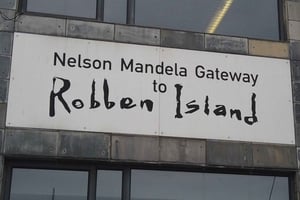 Nelson Mandela Gateway
to
Robben Island